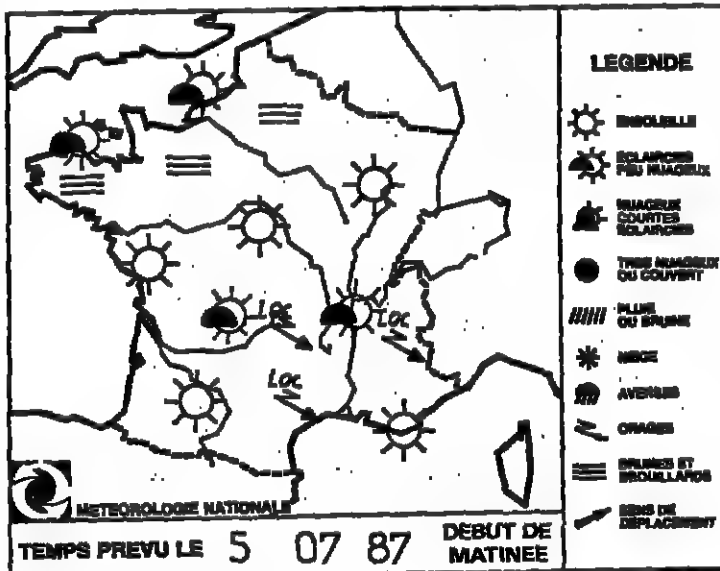 LEGENDE
ENSOLEILLE
ECLAIRCIES
PEU NUAGEUX
NUAGEUX
COURTES
ECLAIRCIES
TRES NUAGEUX
OU COUVERT
PLUIE
OU BRUINE
NEIGE
AVERSES
ORAGES
BRUMES ET
BROUILLARDS
SENS DE
DEPLACEMENT
Loc
Loc
Loc
METEOROLOGIE NATIONALE
TEMPS PREVU LE 5 07 87 DEBUT DE
MATINEE